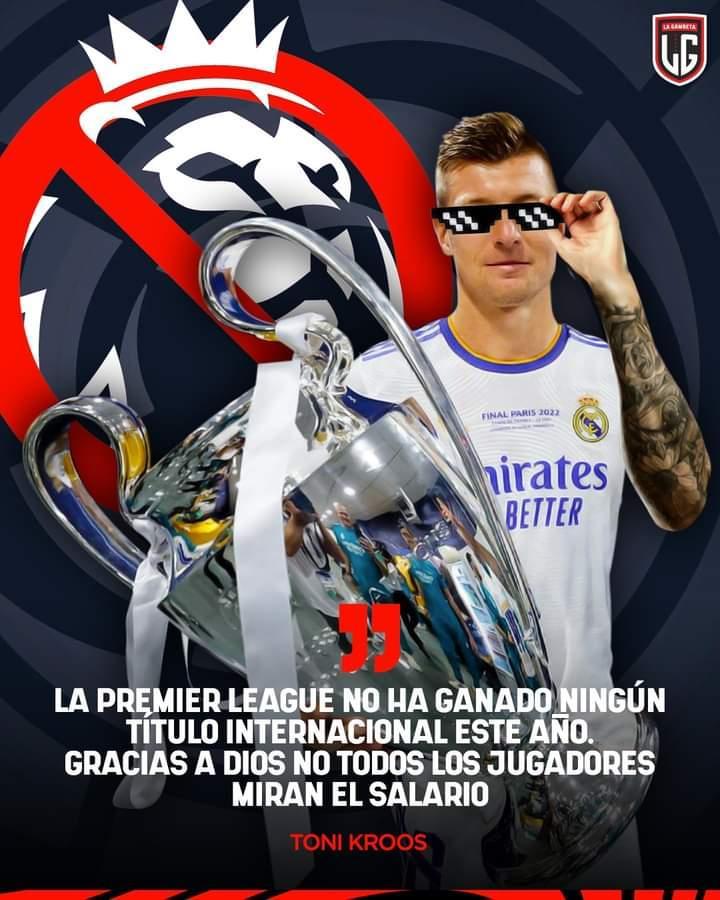 LA GAMBETA
LG
FINAL PARIS 2022
Emirates
BETTER
LA PREMIER LEAGUE NO HA GANADO NINGÚN
TÍTULO INTERNACIONAL ESTE AÑO.
GRACIAS A DIOS NO TODOS LOS JUGADORES
MIRAN EL SALARIO
TONI KROOS